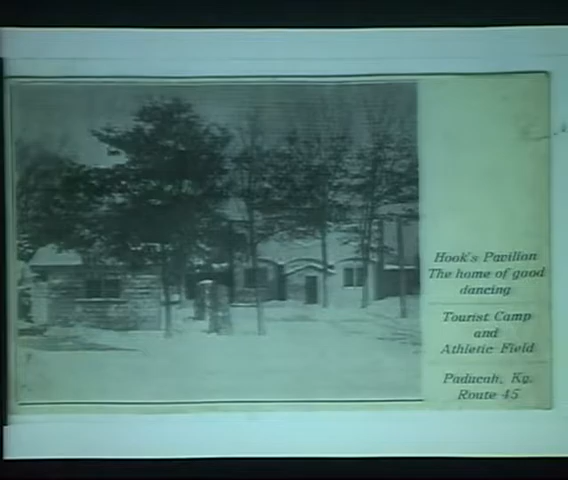 Hook's Pavilion
The home of good
dancing
Tourist Camp
and
Athletic Field
Paducah, Ky.
Route 45